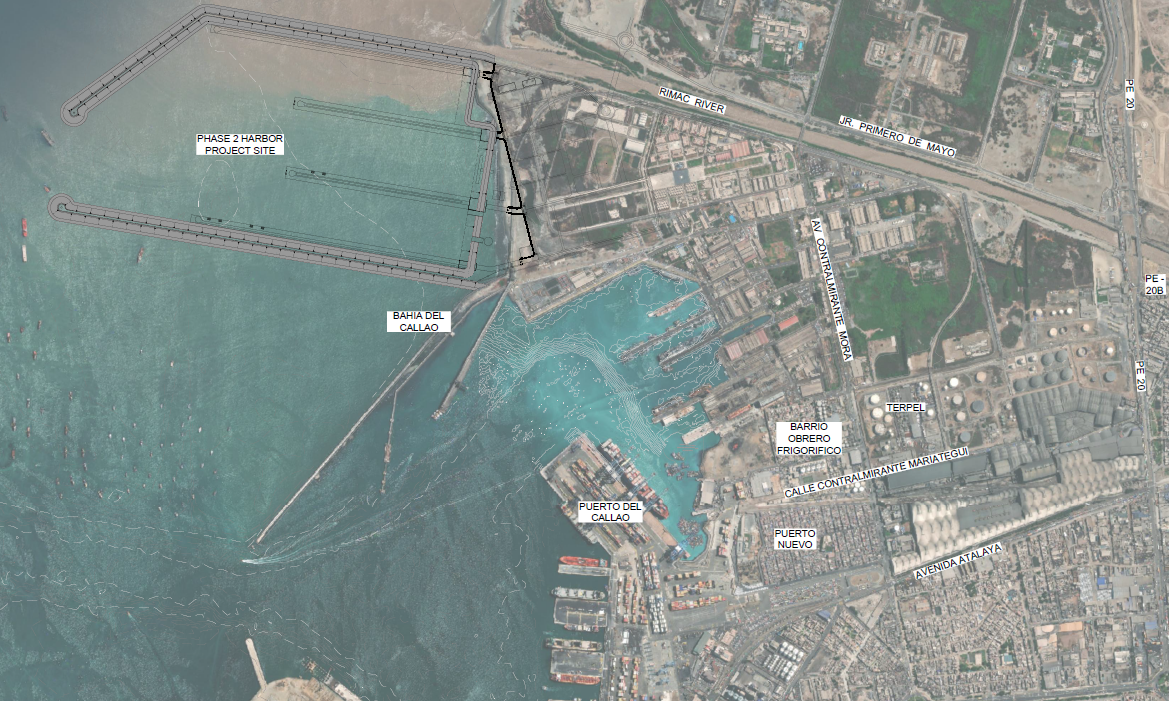 PE 20
RIMAC RIVER
JR. PRIMERO DE MAYO
PHASE 2 HARBOR
PROJECT SITE
AV CONTRALMIRANTE MORA
PE -
20B
BAHIA DEL
CALLAO
PE 20
TERPEL
BARRIO
OBRERO
FRIGORIFICO
CALLE CONTRALMIRANTE MARIATEGUI
PUERTO DEL
CALLAO
PUERTO
NUEVO
AVENIDA ATALAYA